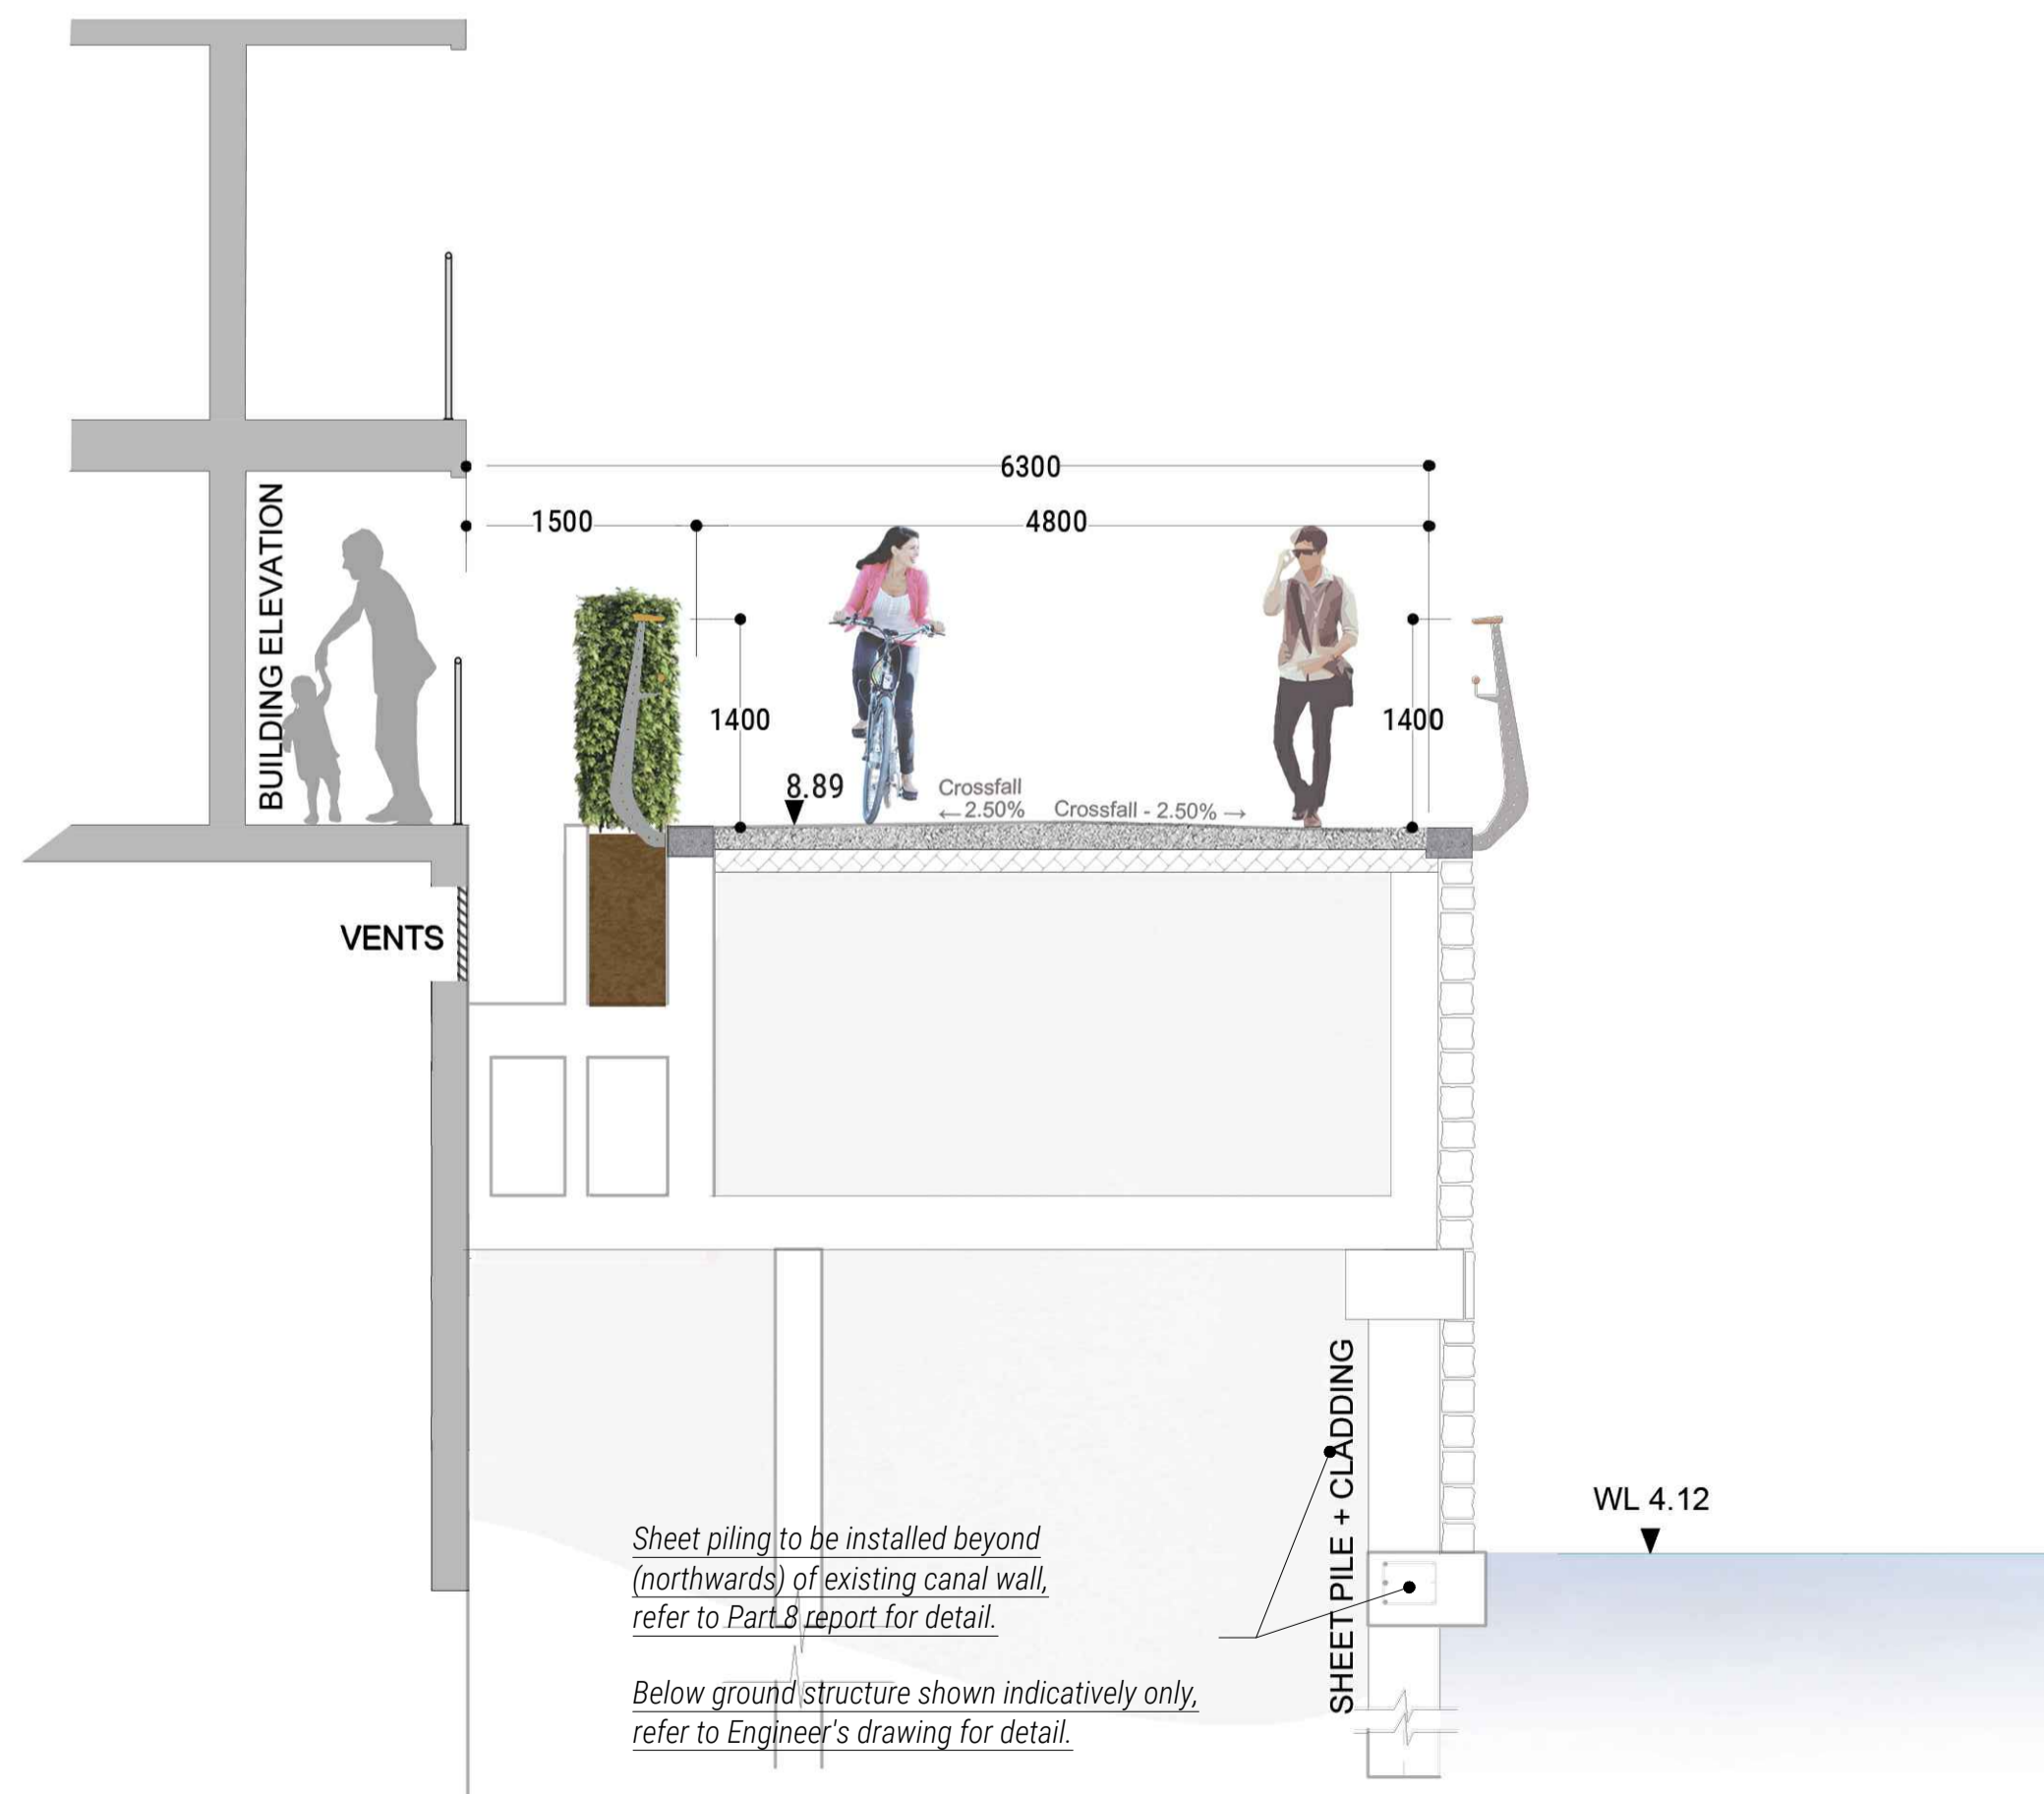 6300
1500
4800
BUILDING ELEVATION
1400
1400
8.89
Crossfall
←2.50%
Crossfall - 2.50% →
VENTS
SHEET PILE + CLADDING
WL 4.12
Sheet piling to be installed beyond
(northwards) of existing canal wall,
refer to Part 8 report for detail.
Below ground structure shown indicatively only,
refer to Engineer's drawing for detail.